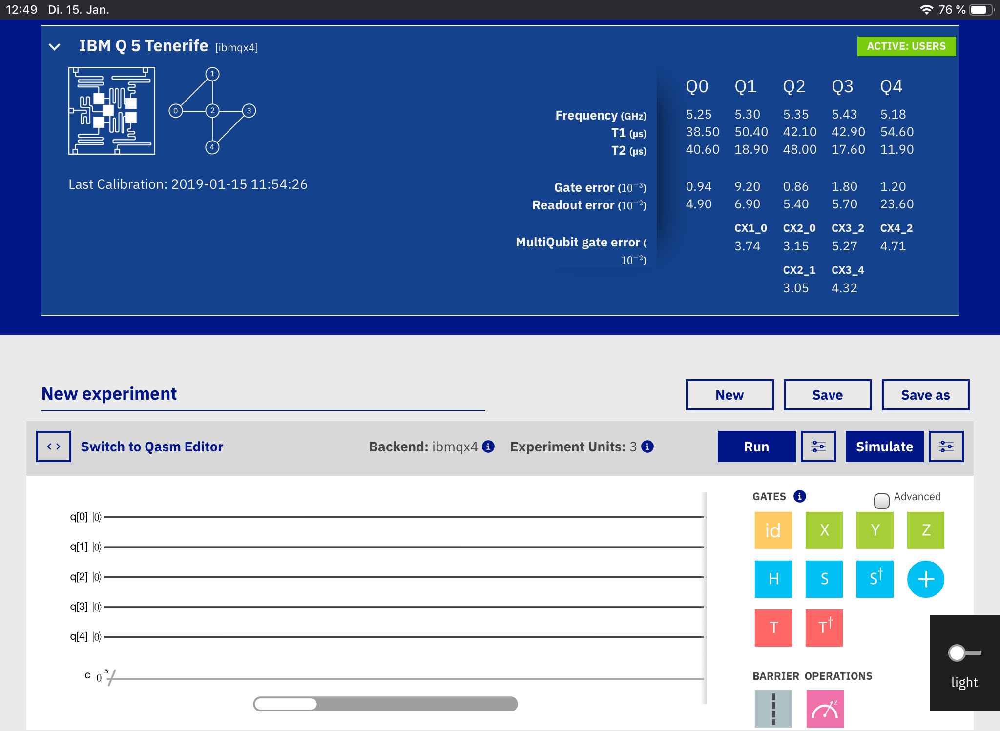 12:49 Di. 15. Jan. 76 %
IBM Q 5 Tenerife [ibmqx4]
ACTIVE: USERS
1
0 2 3
4
Last Calibration: 2019-01-15 11:54:26
Q0 Q1 Q2 Q3 Q4
Frequency (GHz) 5.25 5.30 5.35 5.43 5.18
T1 (µs) 38.50 50.40 42.10 42.90 54.60
T2 (µs) 40.60 18.90 48.00 17.60 11.90
Gate error (10⁻³) 0.94 9.20 0.86 1.80 1.20
Readout error (10⁻²) 4.90 6.90 5.40 5.70 23.60
CX1_0 CX2_0 CX3_2 CX4_2
MultiQubit gate error ( 3.74 3.15 5.27 4.71
10⁻²)
CX2_1 CX3_4
3.05 4.32
New experiment
New Save Save as
< > Switch to Qasm Editor Backend: ibmqx4 i Experiment Units: 3 i Run Simulate
q[0] |0⟩
q[1] |0⟩
q[2] |0⟩
q[3] |0⟩
q[4] |0⟩
c 0 5
GATES i Advanced
id X Y Z
H S S† +
T T†
BARRIER OPERATIONS
z
light